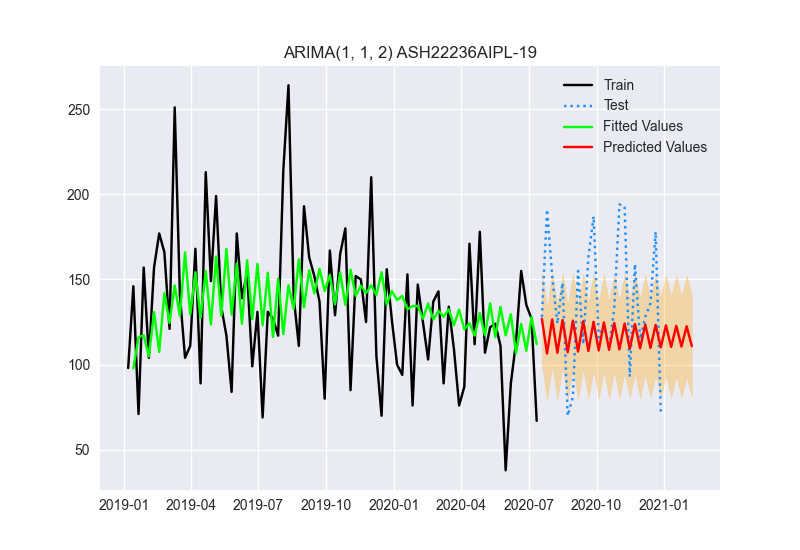 ARIMA(1, 1, 2) ASH22236AIPL-19
Train
Test
Fitted Values
Predicted Values
250
200
150
100
50
2019-01 2019-04 2019-07 2019-10 2020-01 2020-04 2020-07 2020-10 2021-01